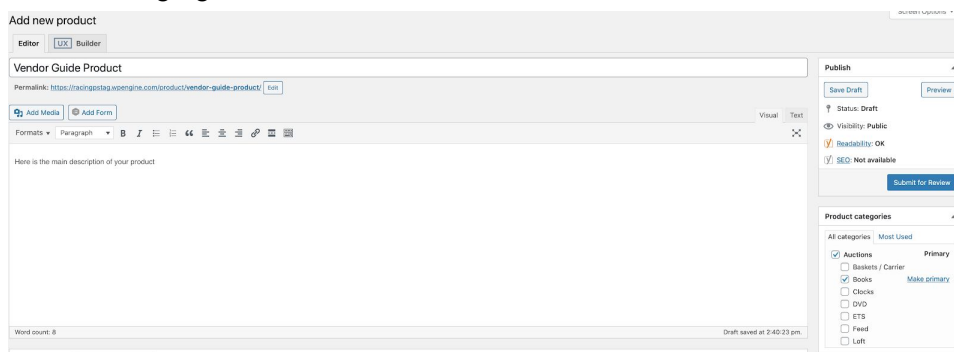 Screen Options
Add new product
Editor
UX Builder
Vendor Guide Product
Permalink: https://racingpstag.wpengine.com/product/vendor-guide-product/ Edit
Add Media
Add Form
Visual
Text
Formats
Paragraph
B
I
Here is the main description of your product
Word count: 8
Draft saved at 2:40:23 pm.
Publish
Save Draft
Preview
Status: Draft
Visibility: Public
Readability: OK
SEO: Not available
Submit for Review
Product categories
All categories
Most Used
Auctions
Primary
Baskets / Carrier
Books
Make primary
Clocks
DVD
ETS
Feed
Loft